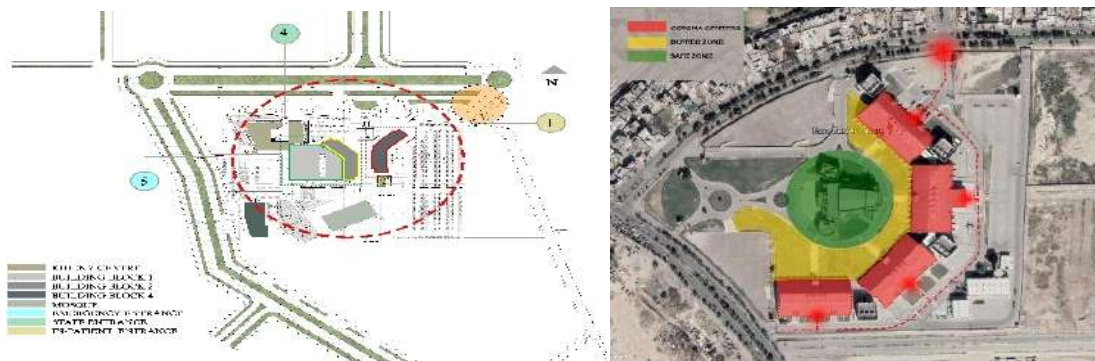 4
N
1
5
KIDNY CENTRE
BUILDING BLOCK 1
BUILDING BLOCK 2
BUILDING BLOCK 4
MOSQUE
EMERGENCY ENTRANCE
STAFF ENTRANCE
IN-PATIENT ENTRANCE
CORONA CENTERS
BUFFER ZONE
SAFE ZONE